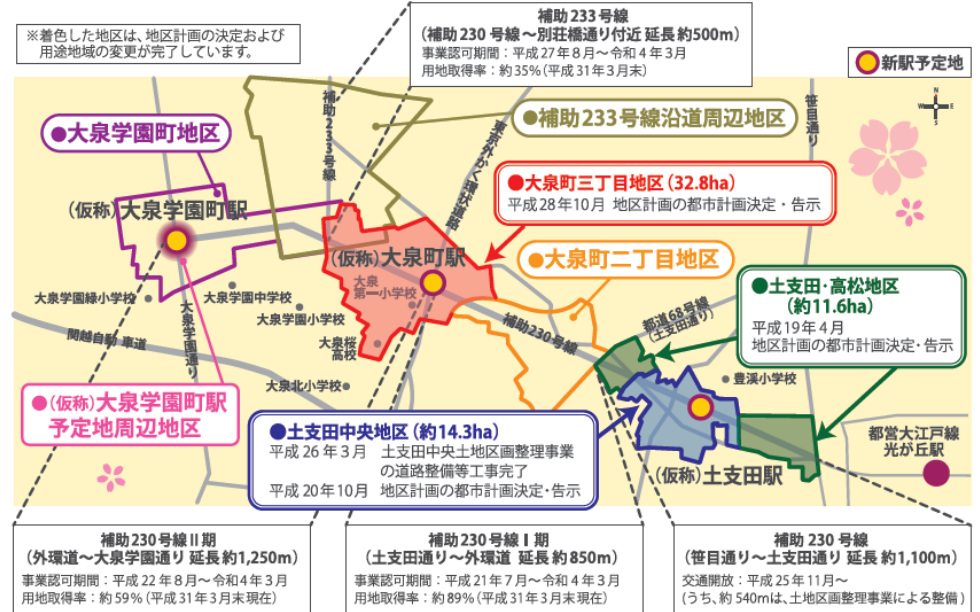 ※着色した地区は、地区計画の決定および
用途地域の変更が完了しています。
補助233号線
(補助230号線～別荘橋通り付近 延長約500m)
事業認可期間：平成27年8月～令和4年3月
用地取得率：約35%(平成31年3月末)
新駅予定地
N
W
E
S
笹目通り
補助233号線
東京外かく環状道路
●大泉学園町地区
●補助233号線沿道周辺地区
●大泉町三丁目地区(32.8ha)
平成28年10月 地区計画の都市計画決定・告示
(仮称)大泉学園町駅
(仮称)大泉町駅
●大泉町二丁目地区
大泉
第一小学校
●土支田・高松地区
(約11.6ha)
平成19年4月
地区計画の都市計画決定・告示
大泉学園緑小学校
大泉学園中学校
大泉学園小学校
大泉学園通り
関越自動車道
大泉桜
高校
大泉北小学校
補助230号線
都道68号線
(土支田通り)
豊渓小学校
●(仮称)大泉学園町駅
予定地周辺地区
●土支田中央地区(約14.3ha)
平成26年3月 土支田中央土地区画整理事業
の道路整備等工事完了
平成20年10月 地区計画の都市計画決定・告示
(仮称)土支田駅
都営大江戸線
光が丘駅
補助230号線Ⅱ期
(外環道～大泉学園通り 延長約1,250m)
事業認可期間：平成22年8月～令和4年3月
用地取得率：約59%(平成31年3月末現在)
補助230号線Ⅰ期
(土支田通り～外環道 延長約850m)
事業認可期間：平成21年7月～令和4年3月
用地取得率：約89%(平成31年3月末現在)
補助230号線
(笹目通り～土支田通り 延長約1,100m)
交通開放：平成25年11月～
(うち、約540mは、土地区画整理事業による整備)